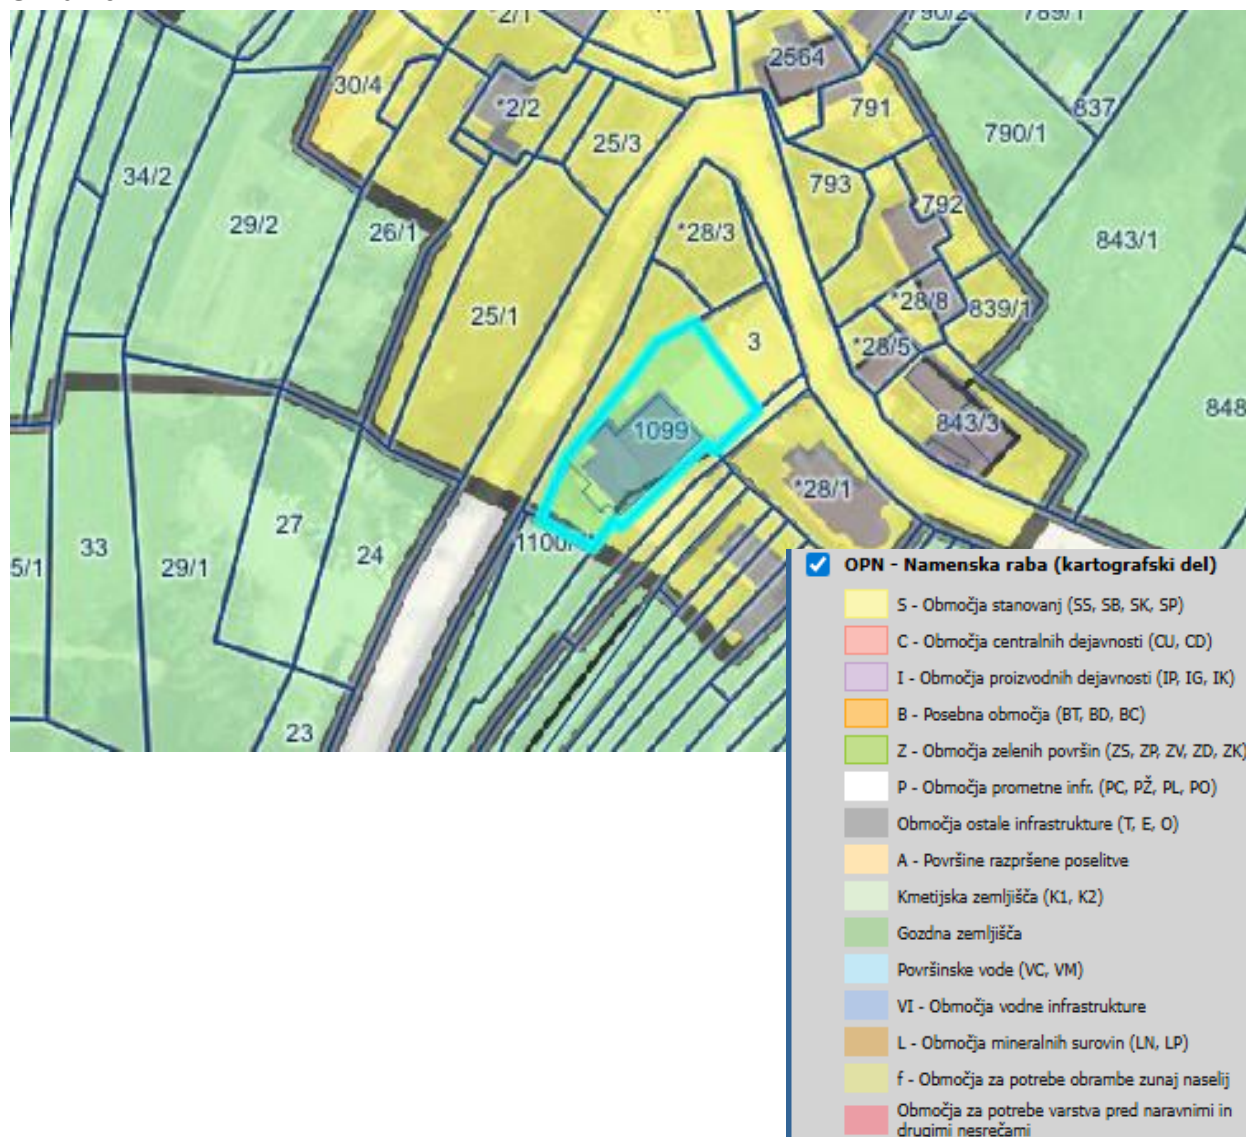 *2/1
790/2
789/1
2564
30/4
*2/2
791
837
25/3
790/1
34/2
793
792
29/2
26/1
*28/3
843/1
25/1
*28/8
839/1
3
*28/5
848
1099
843/3
*28/1
27
1100/
33
24
5/1
29/1
23
OPN - Namenska raba (kartografski del)
S - Območja stanovanj (SS, SB, SK, SP)
C - Območja centralnih dejavnosti (CU, CD)
I - Območja proizvodnih dejavnosti (IP, IG, IK)
B - Posebna območja (BT, BD, BC)
Z - Območja zelenih površin (ZS, ZP, ZV, ZD, ZK)
P - Območja prometne infr. (PC, PŽ, PL, PO)
Območja ostale infrastrukture (T, E, O)
A - Površine razpršene poselitve
Kmetijska zemljišča (K1, K2)
Gozdna zemljišča
Površinske vode (VC, VM)
VI - Območja vodne infrastrukture
L - Območja mineralnih surovin (LN, LP)
f - Območja za potrebe obrambe zunaj naselij
Območja za potrebe varstva pred naravnimi in
drugimi nesrečami